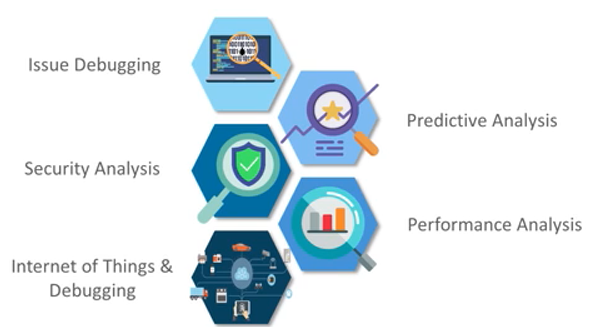 Issue Debugging
Predictive Analysis
Security Analysis
Performance Analysis
Internet of Things &
Debugging